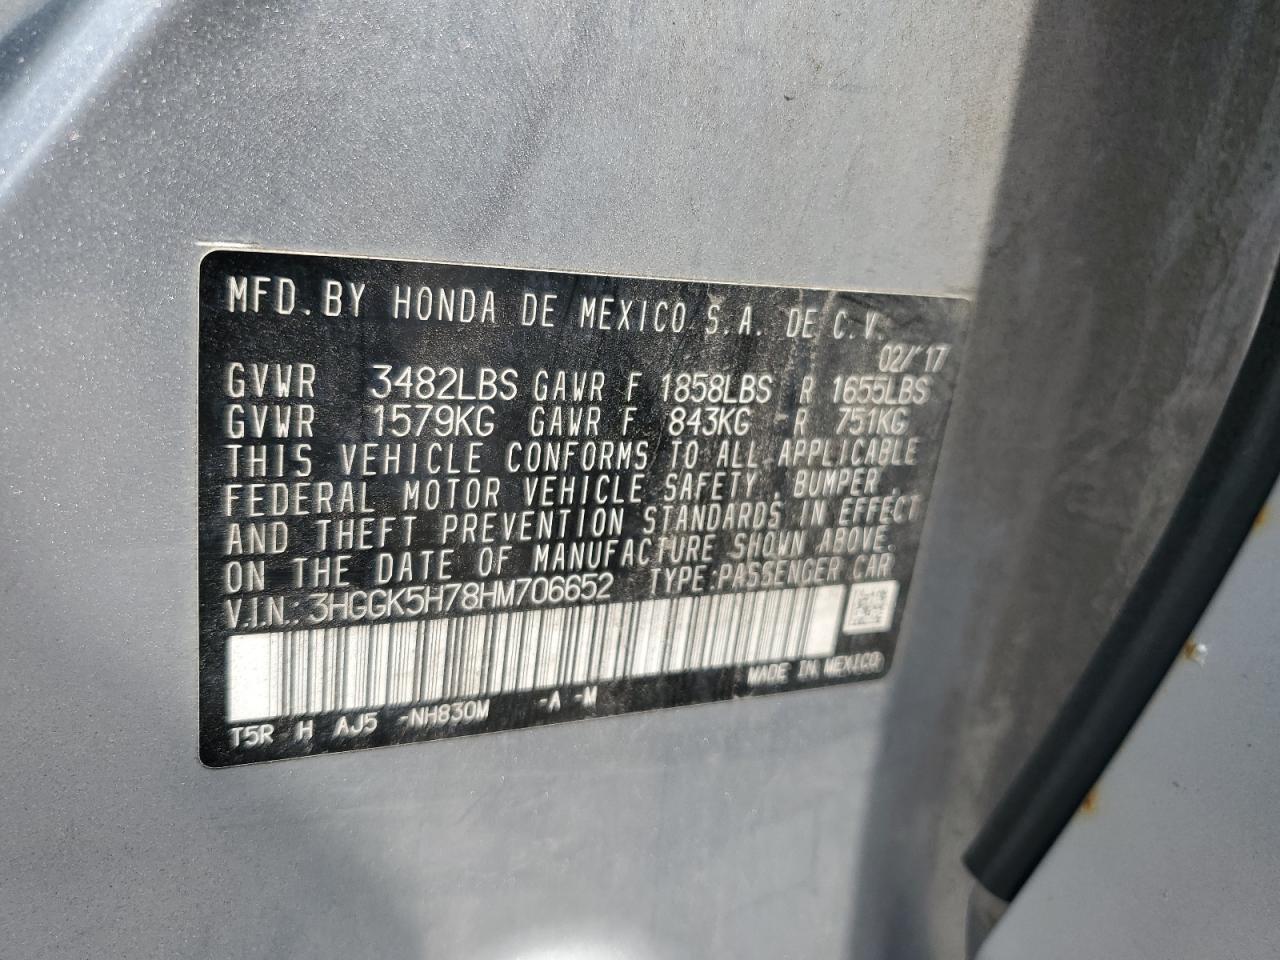 MFD. BY HONDA DE MEXICO S.A. DE C.V.
02/'17
GVWR 3482LBS GAWR F 1858LBS R 1655LBS
GVWR 1579KG GAWR F 843KG R 751KG
THIS VEHICLE CONFORMS TO ALL APPLICABLE
FEDERAL MOTOR VEHICLE SAFETY, BUMPER
AND THEFT PREVENTION STANDARDS IN EFFECT
ON THE DATE OF MANUFACTURE SHOWN ABOVE.
V.I.N.: 3HGGK5H78HM706652 TYPE:PASSENGER CAR
MADE IN MEXICO
T5R H AJ5 -NH830M -A -M